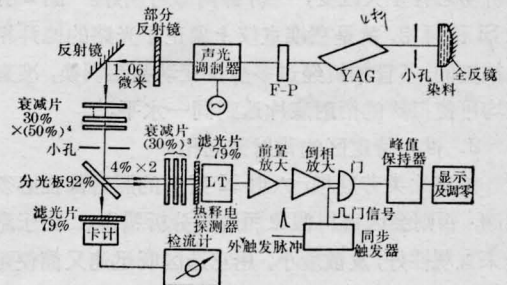 部分
反射镜
反射镜
1.06
微米
声光
调制器
F-P
YAG
小孔
染料
全反镜
衰减片
30%
×(50%)⁴
小孔
分光板92%
4%×2
衰减片
(30%)³
滤光片
79%
LT
热释电
探测器
前置
放大
倒相
放大
门
峰值
保持器
显示
及调零
几门信号
外触发脉冲
同步
触发器
滤光片
79%
卡计
检流计